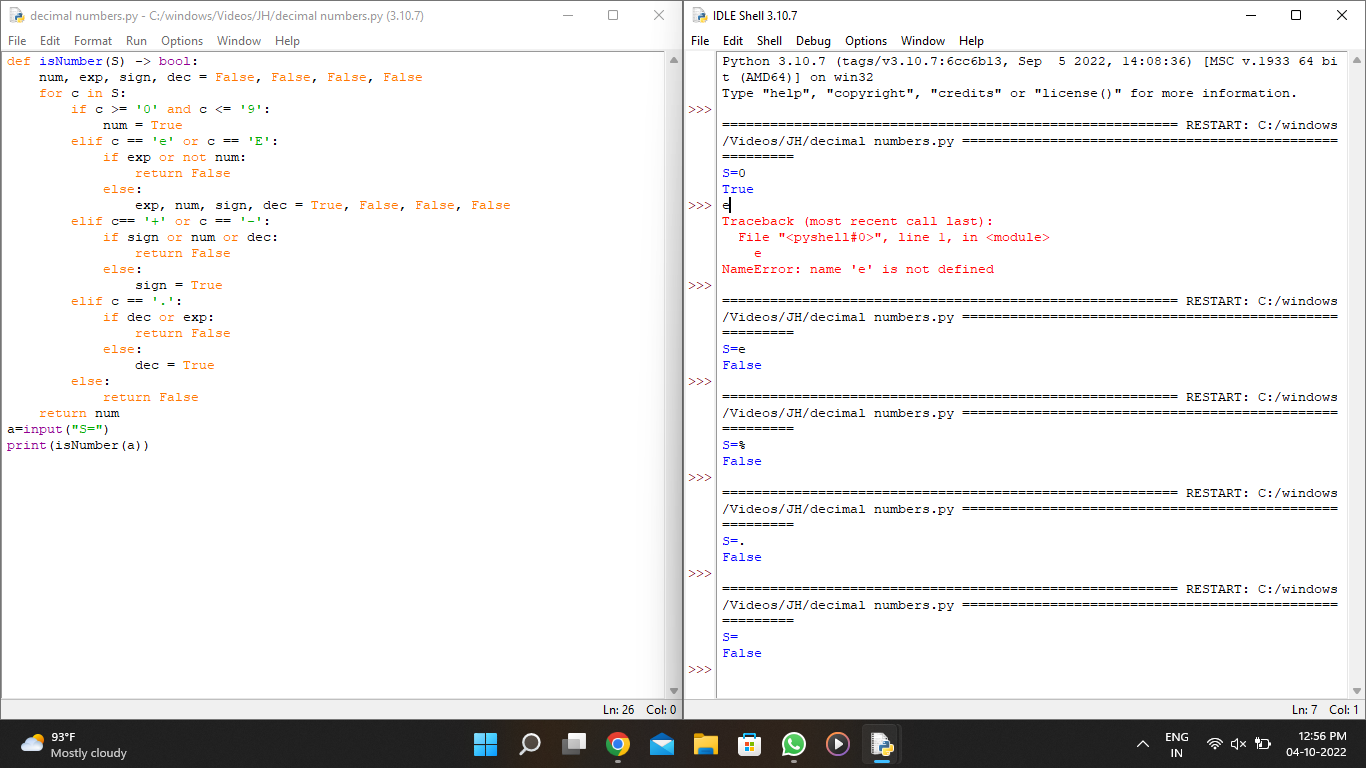 decimal numbers.py - C:/windows/Videos/JH/decimal numbers.py (3.10.7)
File Edit Format Run Options Window Help
def isNumber(S) -> bool:
    num, exp, sign, dec = False, False, False, False
    for c in S:
        if c >= '0' and c <= '9':
            num = True
        elif c == 'e' or c == 'E':
            if exp or not num:
                return False
            else:
                exp, num, sign, dec = True, False, False, False
        elif c== '+' or c == '-':
            if sign or num or dec:
                return False
            else:
                sign = True
        elif c == '.':
            if dec or exp:
                return False
            else:
                dec = True
        else:
            return False
    return num
a=input("S=")
print(isNumber(a))
Ln: 26 Col: 0
IDLE Shell 3.10.7
File Edit Shell Debug Options Window Help
Python 3.10.7 (tags/v3.10.7:6cc6b13, Sep  5 2022, 14:08:36) [MSC v.1933 64 bi
t (AMD64)] on win32
Type "help", "copyright", "credits" or "license()" for more information.
>>>
========================================================= RESTART: C:/windows
/Videos/JH/decimal numbers.py ===============================================
=========
S=0
True
>>> e
Traceback (most recent call last):
  File "<pyshell#0>", line 1, in <module>
    e
NameError: name 'e' is not defined
>>>
========================================================= RESTART: C:/windows
/Videos/JH/decimal numbers.py ===============================================
=========
S=e
False
>>>
========================================================= RESTART: C:/windows
/Videos/JH/decimal numbers.py ===============================================
=========
S=%
False
>>>
========================================================= RESTART: C:/windows
/Videos/JH/decimal numbers.py ===============================================
=========
S=.
False
>>>
========================================================= RESTART: C:/windows
/Videos/JH/decimal numbers.py ===============================================
=========
S=
False
>>>
Ln: 7 Col: 1
93°F
Mostly cloudy
ENG
IN
12:56 PM
04-10-2022